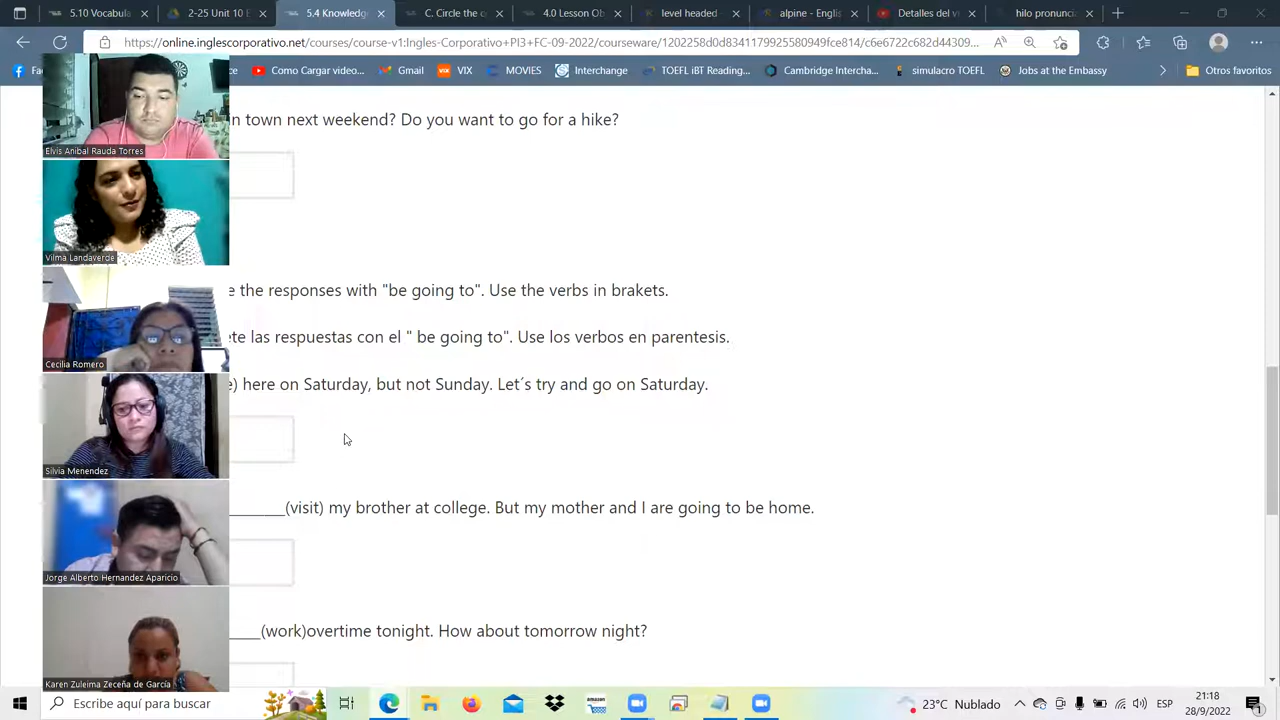 5.10 Vocabula
2-25 Unit 10 E
5.4 Knowledg
C. Circle the c
4.0 Lesson Ob
level headed
alpine - Englis
Detalles del v
hilo pronuncia
https://online.inglescorporativo.net/courses/course-v1:Ingles-Corporativo+PI3+FC-09-2022/courseware/1202258d0d8341179925580949fce814/c6e6722c682d44309...
Como Cargar video...
Gmail
VIX
MOVIES
Interchange
TOEFL iBT Reading...
Cambridge Intercha...
simulacro TOEFL
Jobs at the Embassy
Otros favoritos
n town next weekend? Do you want to go for a hike?
Elvis Anibal Rauda Torres
Vilma Landaverde
e the responses with "be going to". Use the verbs in brakets.
ete las respuestas con el " be going to". Use los verbos en parentesis.
Cecilia Romero
e) here on Saturday, but not Sunday. Let´s try and go on Saturday.
Silvia Menendez
______(visit) my brother at college. But my mother and I are going to be home.
Jorge Alberto Hernandez Aparicio
____(work)overtime tonight. How about tomorrow night?
Karen Zuleima Zeceña de García
Escribe aquí para buscar
amazon
23°C Nublado
ESP
21:18
28/9/2022